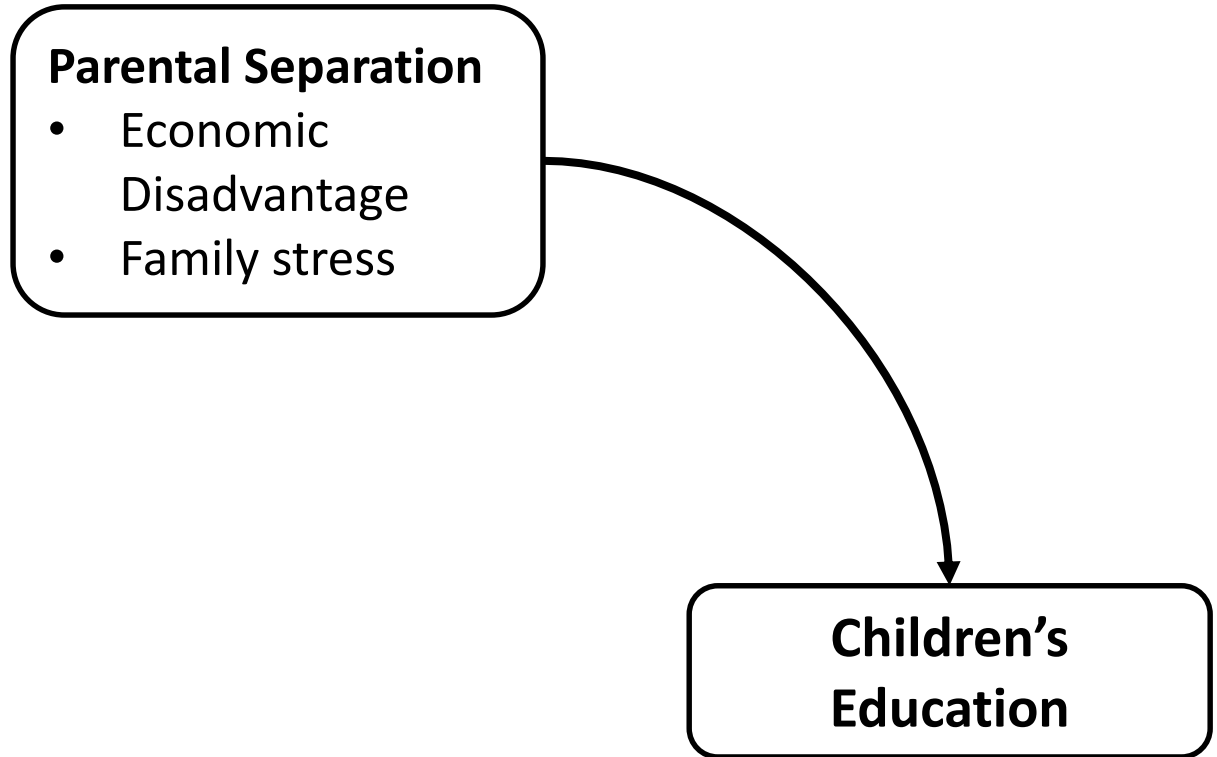 Parental Separation
• Economic
Disadvantage
• Family stress
Children’s
Education